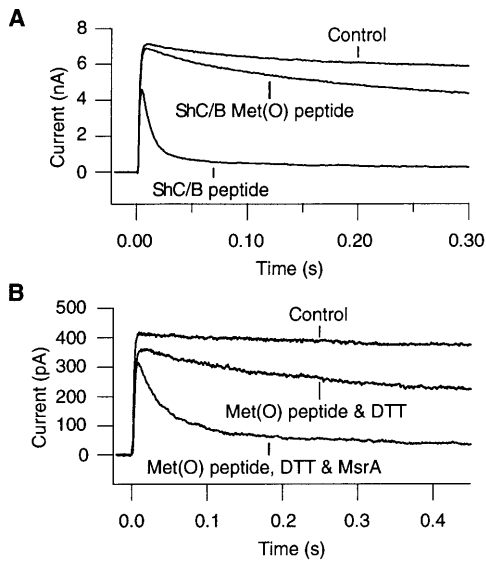 A
8
6
4
2
0
Current (nA)
Control
ShC/B Met(O) peptide
ShC/B peptide
0.00
0.10
0.20
0.30
Time (s)
B
500
400
300
200
100
0
Current (pA)
Control
Met(O) peptide & DTT
Met(O) peptide, DTT & MsrA
0.0
0.1
0.2
0.3
0.4
Time (s)